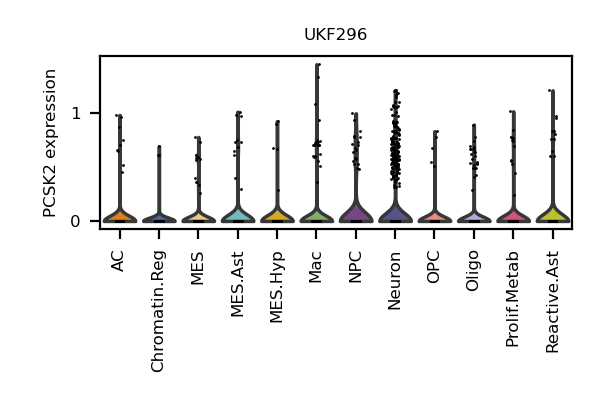 UKF296
PCSK2 expression
1
0
AC
Chromatin.Reg
MES
MES.Ast
MES.Hyp
Mac
NPC
Neuron
OPC
Oligo
Prolif.Metab
Reactive.Ast